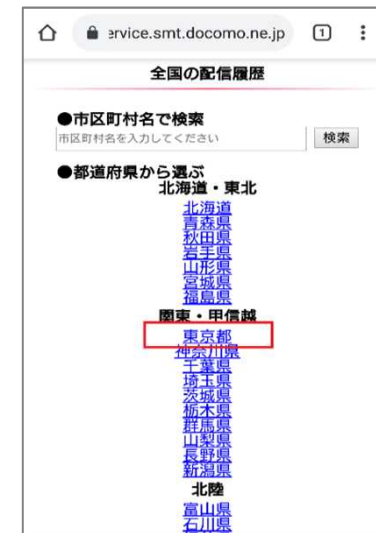 ervice.smt.docomo.ne.jp 1
全国の配信履歴
●市区町村名で検索
市区町村名を入力してください 検索
●都道府県から選ぶ
北海道・東北
北海道
青森県
秋田県
岩手県
山形県
宮城県
福島県
関東・甲信越
東京都
神奈川県
千葉県
埼玉県
茨城県
栃木県
群馬県
山梨県
長野県
新潟県
北陸
富山県
石川県